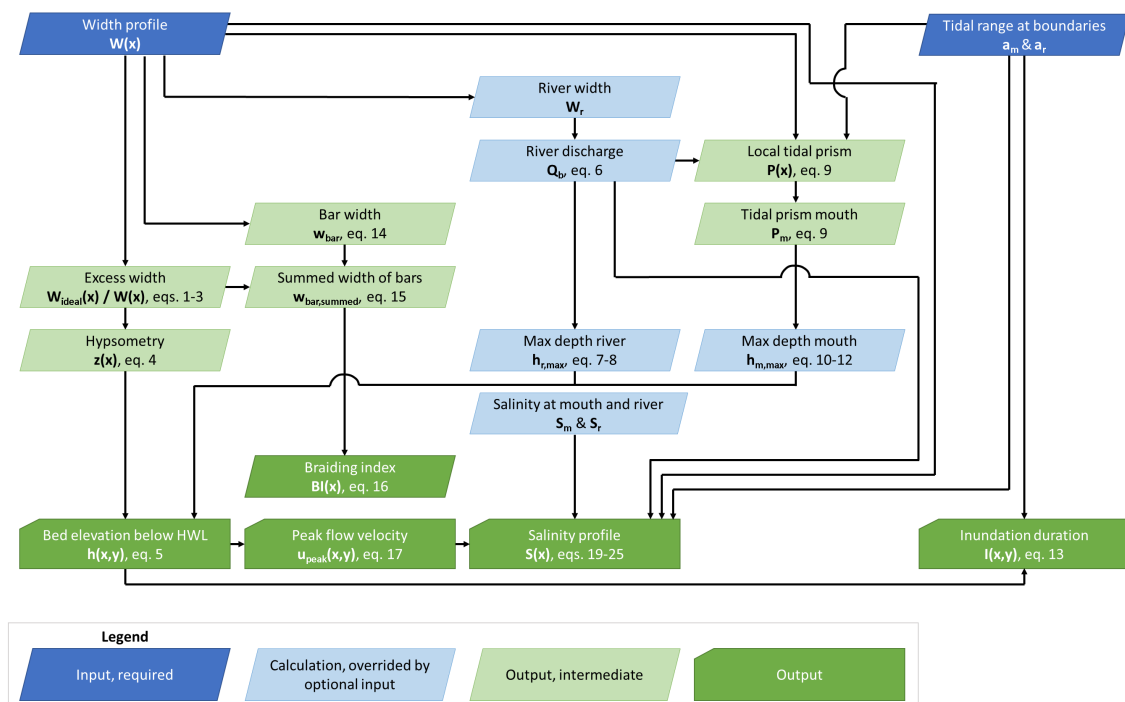 Width profile
W(x)
Tidal range at boundaries
am & ar
River width
Wr
River discharge
Qb, eq. 6
Local tidal prism
P(x), eq. 9
Bar width
wbar, eq. 14
Tidal prism mouth
Pm, eq. 9
Excess width
Wideal(x) / W(x), eqs. 1-3
Summed width of bars
wbar,summed, eq. 15
Hypsometry
z(x), eq. 4
Max depth river
hr,max, eq. 7-8
Max depth mouth
hm,max, eq. 10-12
Salinity at mouth and river
Sm & Sr
Braiding index
BI(x), eq. 16
Bed elevation below HWL
h(x,y), eq. 5
Peak flow velocity
upeak(x,y), eq. 17
Salinity profile
S(x), eqs. 19-25
Inundation duration
I(x,y), eq. 13
Legend
Input, required
Calculation, overrided by
optional input
Output, intermediate
Output